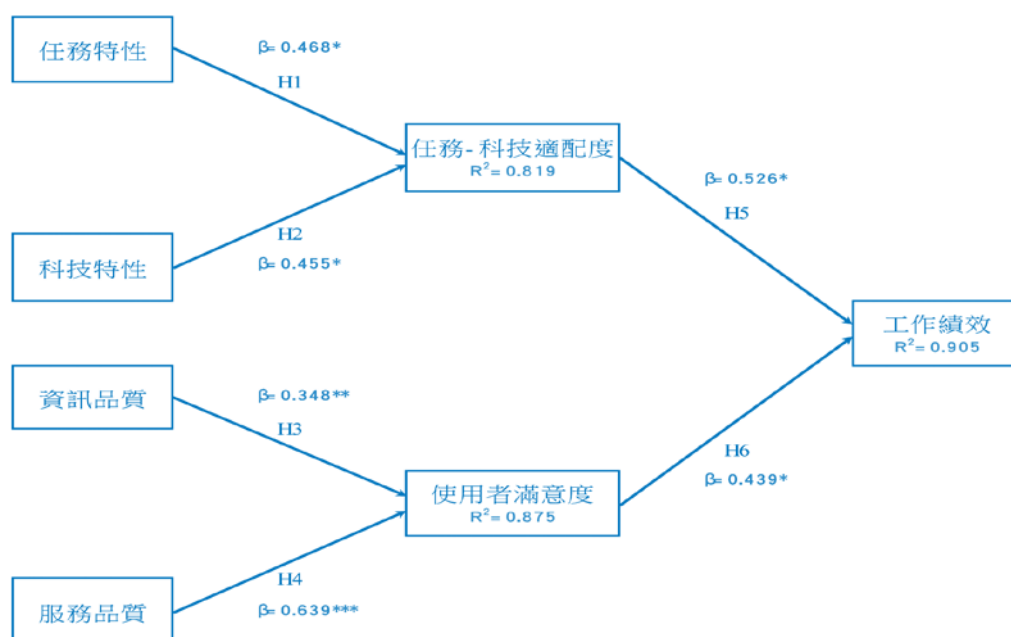 任務特性
β= 0.468*
H1
任務-科技適配度
R²= 0.819
H2
科技特性
β= 0.455*
β= 0.526*
H5
工作績效
R²= 0.905
資訊品質
β= 0.348**
H3
使用者滿意度
R²= 0.875
H6
β= 0.439*
H4
服務品質
β= 0.639***